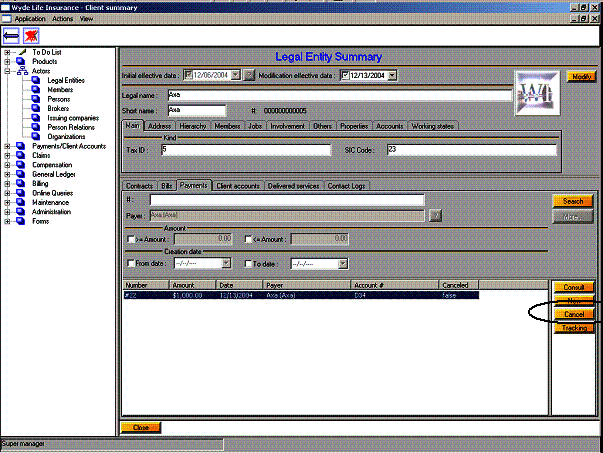 Wyde Life Insurance - Client summary
Application Actions View
To Do List
Products
Actors
Legal Entities
Members
Persons
Brokers
Issuing companies
Person Relations
Organizations
Payments/Client Accounts
Claims
Compensation
General Ledger
Billing
Online Queries
Maintenance
Administration
Forms
Legal Entity Summary
Initial effective date : 12/06/2004 ? Modification effective date : 12/13/2004 Modify
Legal name : Axa
Short name : Axa #: 000000000005
Main Address Hierarchy Members Jobs Involvement Others Properties Accounts Working states
Kind
Tax ID : 5 SIC Code : 23
Contracts Bills Payments Client accounts Delivered services Contact Logs
# : Search
Payer : Axa (Axa) ? More...
Amount
>= Amount : 0.00 <= Amount : 0.00
Creation date
From date : --/--/---- To date : --/--/----
Number Amount Date Payer Account # Canceled
#22 $1,000.00 12/13/2004 Axa (Axa) D34 false
Consult
New
Cancel
Tracking
Close
Super manager